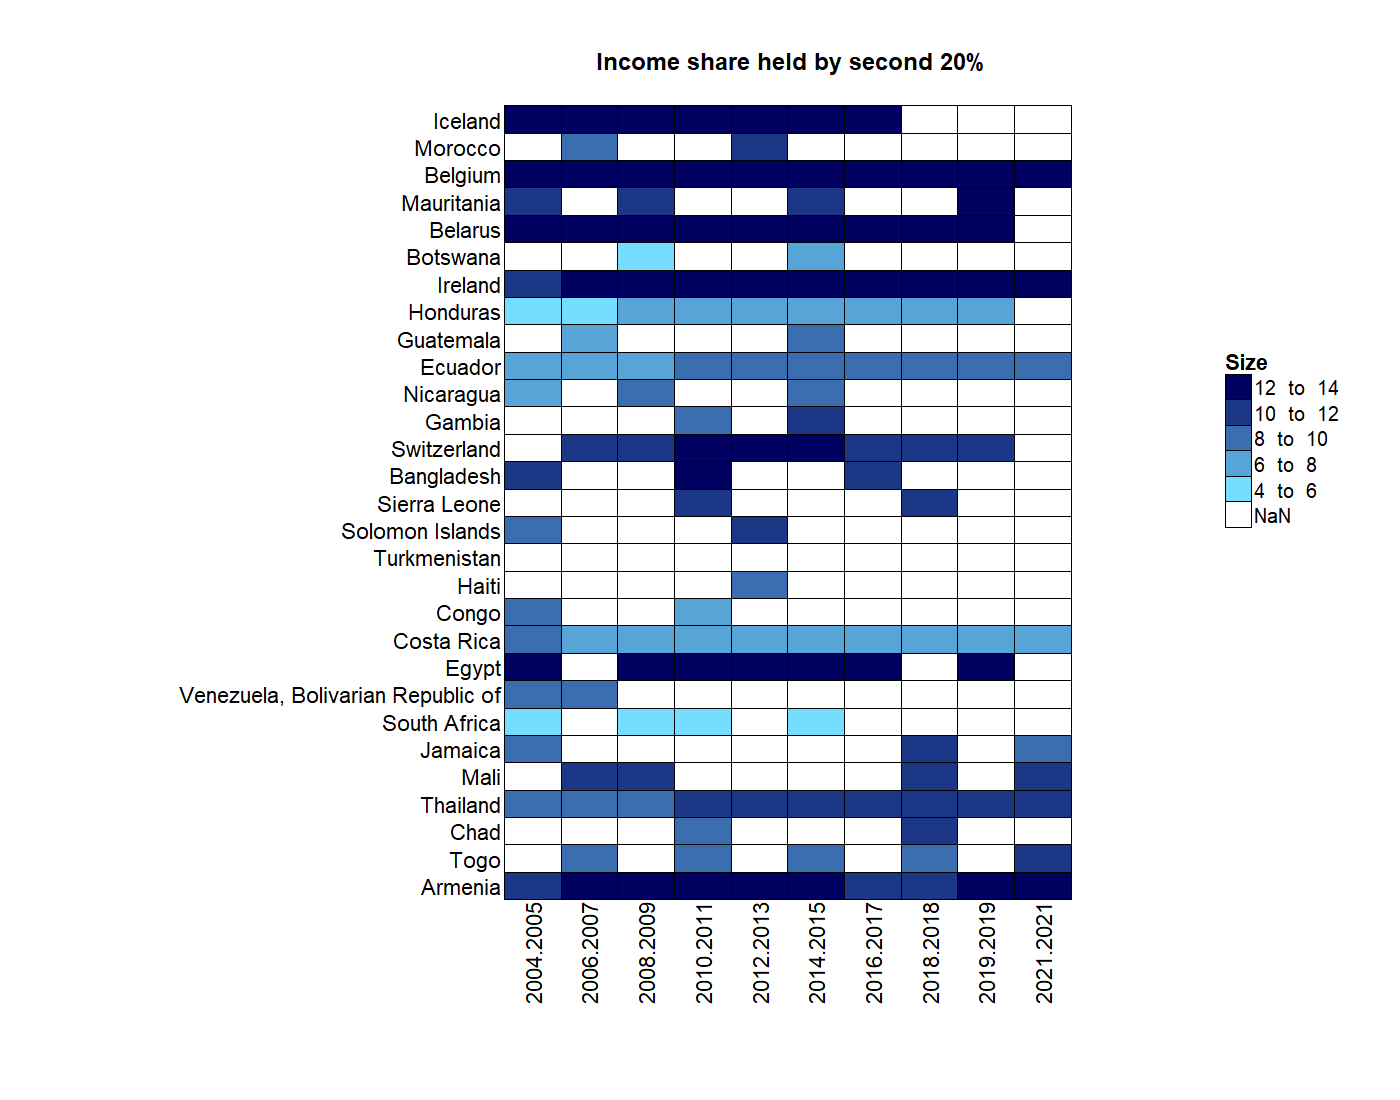 Income share held by second 20%
Iceland
Morocco
Belgium
Mauritania
Belarus
Botswana
Ireland
Honduras
Guatemala
Ecuador
Nicaragua
Gambia
Switzerland
Bangladesh
Sierra Leone
Solomon Islands
Turkmenistan
Haiti
Congo
Costa Rica
Egypt
Venezuela, Bolivarian Republic of
South Africa
Jamaica
Mali
Thailand
Chad
Togo
Armenia
2004.2005
2006.2007
2008.2009
2010.2011
2012.2013
2014.2015
2016.2017
2018.2018
2019.2019
2021.2021
Size
12 to 14
10 to 12
8 to 10
6 to 8
4 to 6
NaN